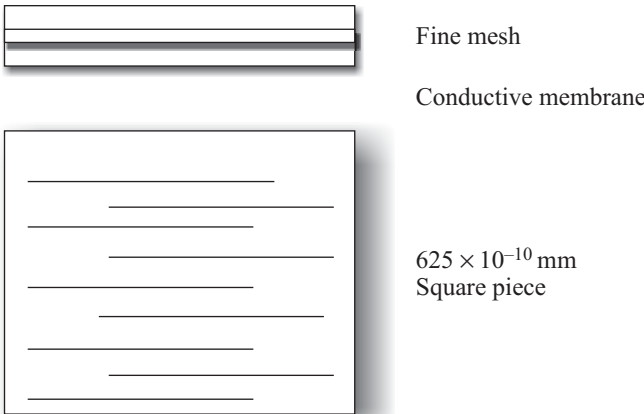 Fine mesh
Conductive membrane
625 × 10⁻¹⁰ mm
Square piece